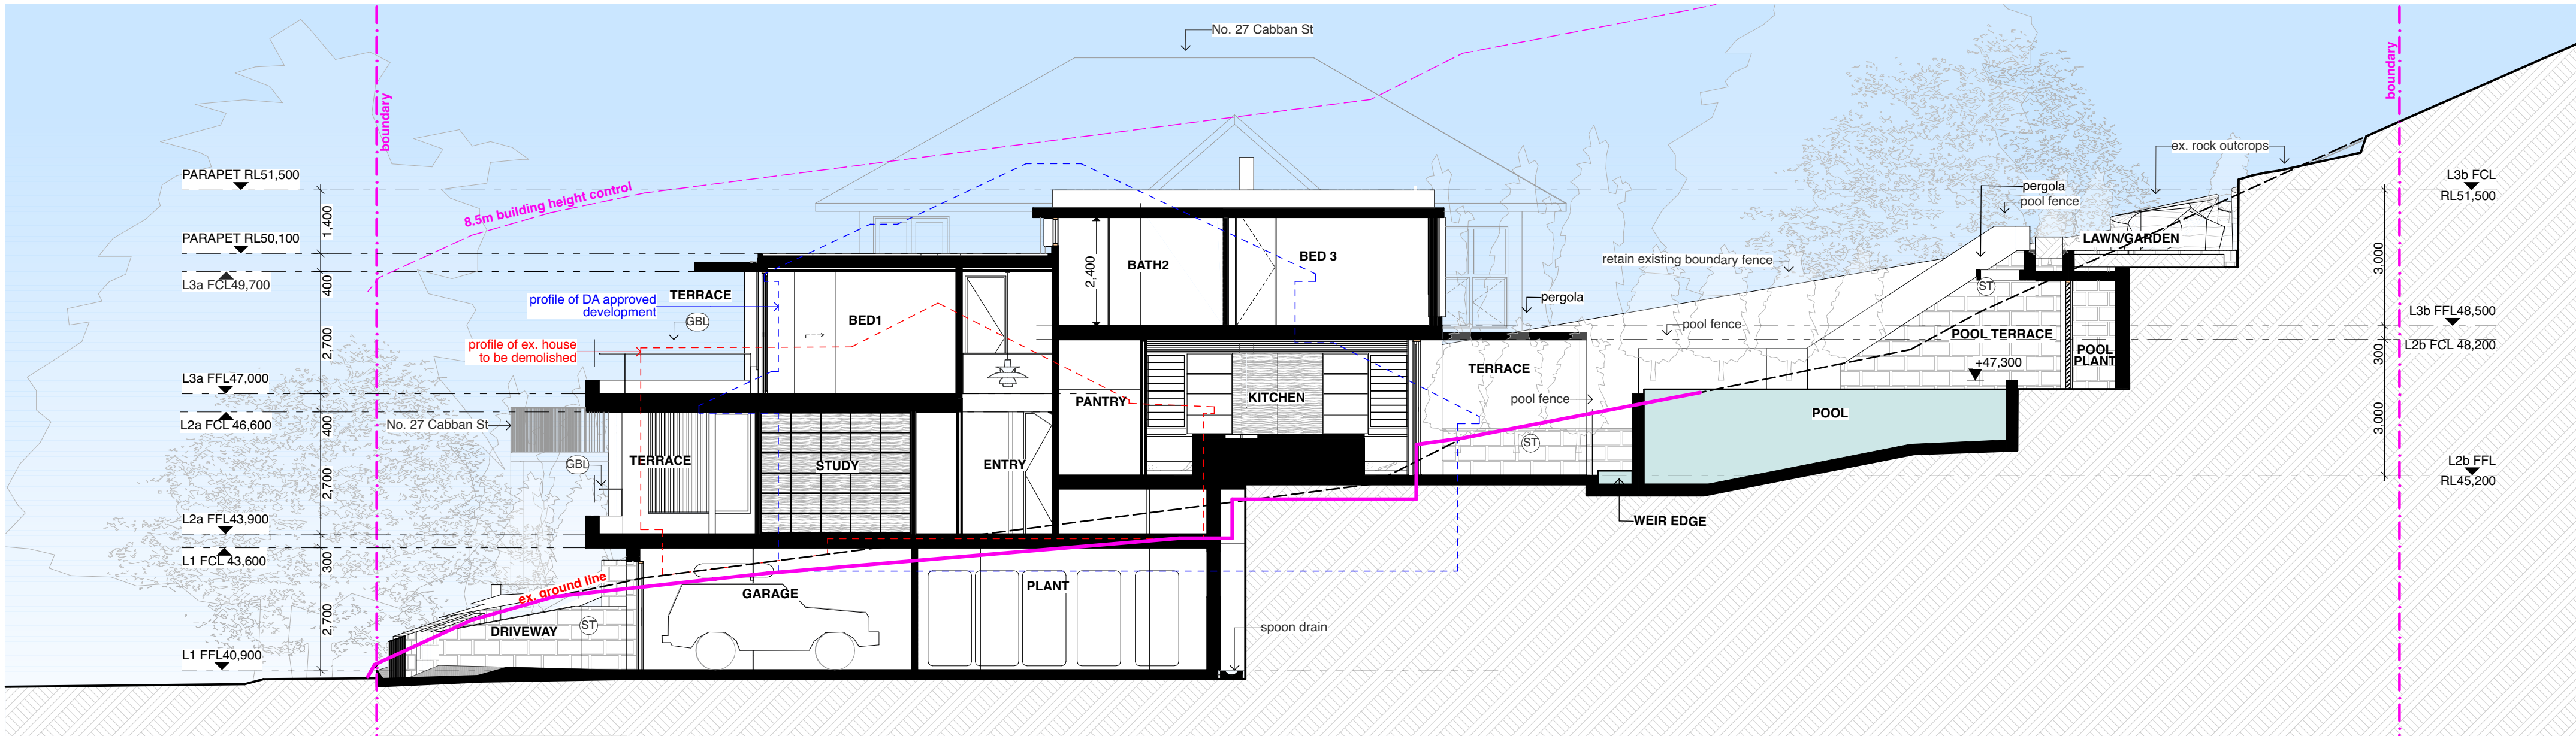 No. 27 Cabban St
boundary
boundary
8.5m building height control
PARAPET RL51,500
1,400
PARAPET RL50,100
400
L3a FCL49,700
2,700
L3a FFL47,000
400
L2a FCL 46,600
2,700
L2a FFL43,900
300
L1 FCL 43,600
2,700
L1 FFL40,900
No. 27 Cabban St
profile of DA approved
development
profile of ex. house
to be demolished
TERRACE
GBL
BED1
TERRACE
GBL
STUDY
ENTRY
BATH2
2,400
BED 3
PANTRY
KITCHEN
TERRACE
pergola
pool fence
pool fence
ST
retain existing boundary fence
ex. ground line
DRIVEWAY
ST
GARAGE
PLANT
spoon drain
WEIR EDGE
POOL
+47,300
POOL TERRACE
ST
POOL
PLANT
pergola
pool fence
LAWN/GARDEN
ex. rock outcrops
L3b FCL
RL51,500
3,000
L3b FFL48,500
300
L2b FCL 48,200
3,000
L2b FFL
RL45,200